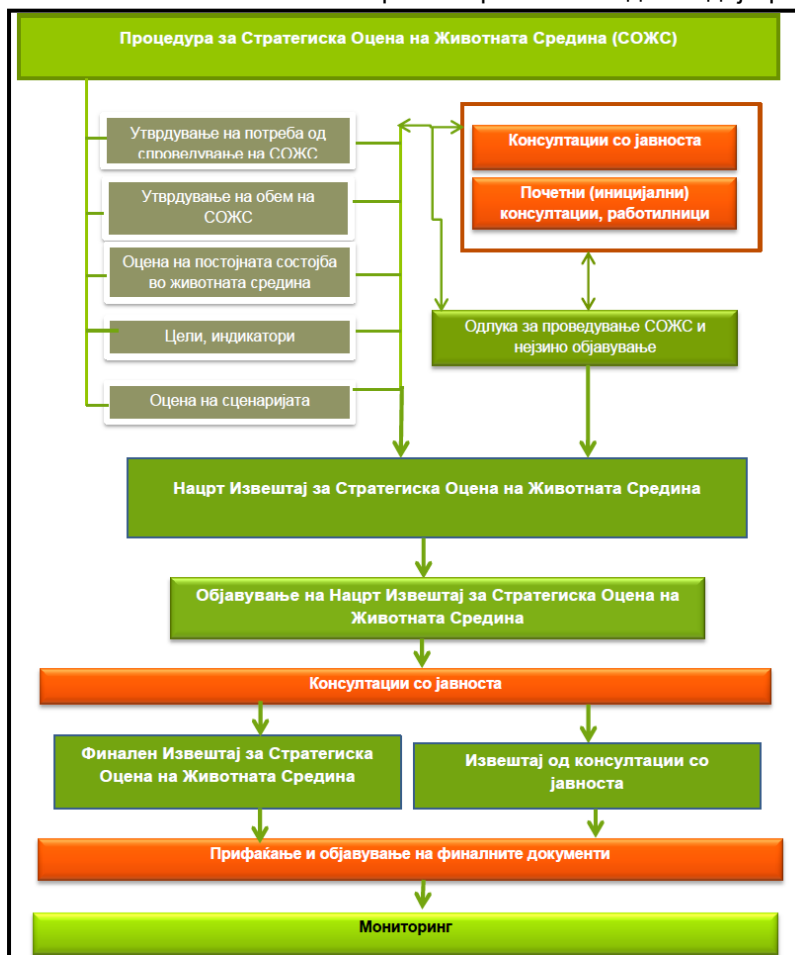 Процедура за Стратегиска Оцена на Животната Средина (СОЖС)
Утврдување на потреба од
спроведување на СОЖС
Утврдување на обем на
СОЖС
Оцена на постојната состојба
во животната средина
Цели, индикатори
Оцена на сценаријата
Консултации со јавноста
Почетни (иницијални)
консултации, работилници
Одлука за проведување СОЖС и
нејзино објавување
Нацрт Извештај за Стратегиска Оцена на Животната Средина
Објавување на Нацрт Извештај за Стратегиска Оцена на
Животната Средина
Консултации со јавноста
Финален Извештај за Стратегиска
Оцена на Животната Средина
Извештај од консултации со
јавноста
Прифаќање и објавување на финалните документи
Мониторинг